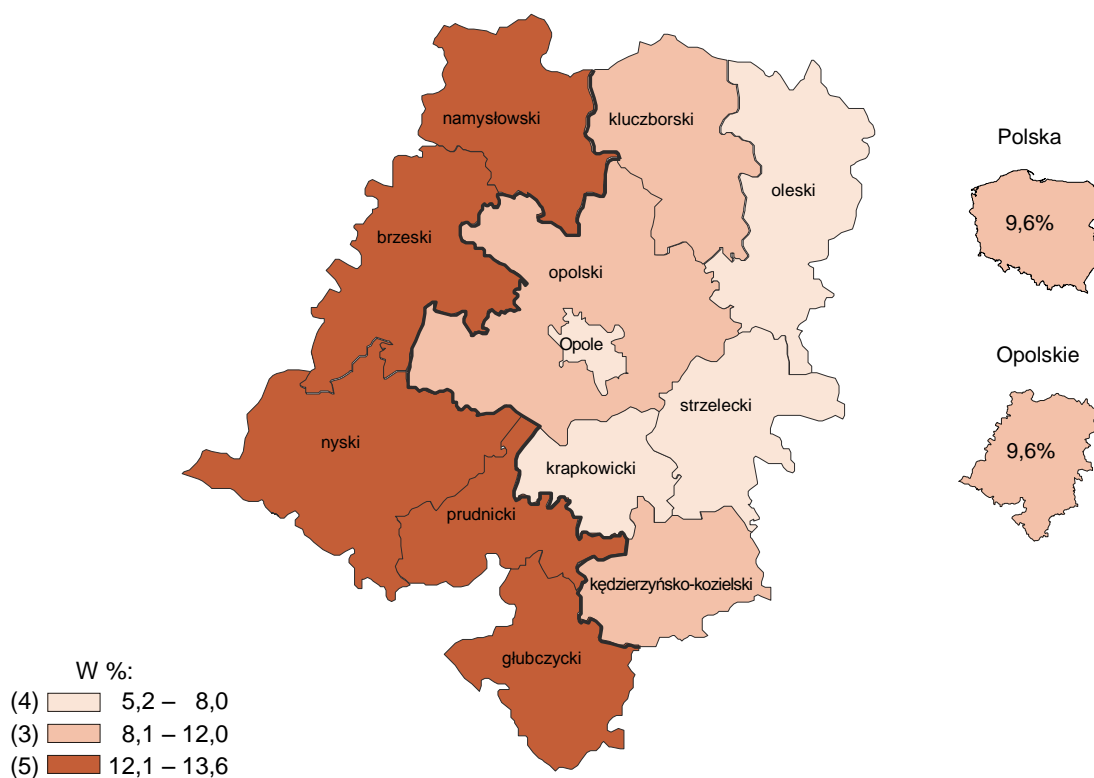 namysłowski
kluczborski
oleski
brzeski
opolski
Opole
strzelecki
nyski
krapkowicki
prudnicki
kędzierzyńsko-kozielski
głubczycki
Polska
9,6%
Opolskie
9,6%
W %:
(4) 5,2 – 8,0
(3) 8,1 – 12,0
(5) 12,1 – 13,6